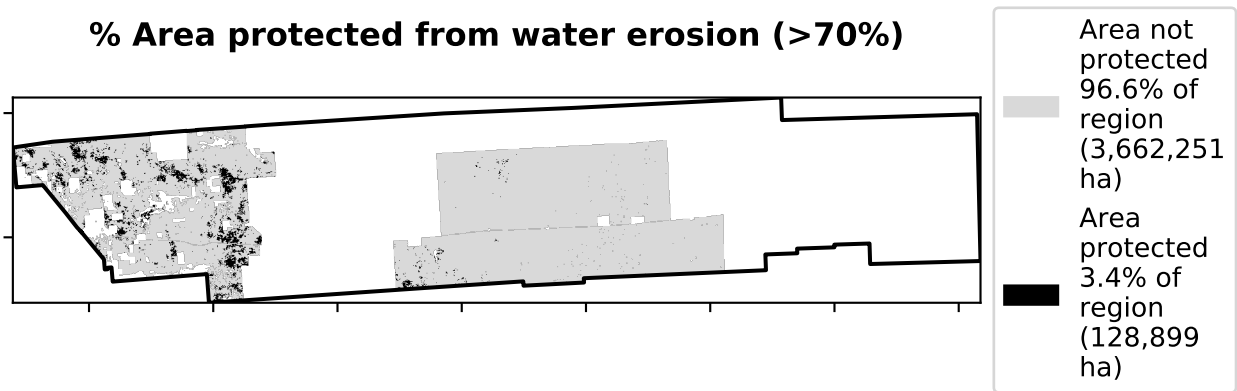 % Area protected from water erosion (>70%)
Area not
protected
96.6% of
region
(3,662,251
ha)
Area
protected
3.4% of
region
(128,899
ha)